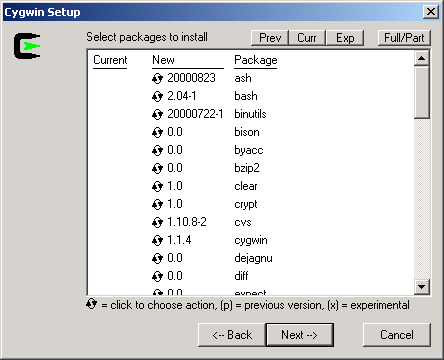 Cygwin Setup
Select packages to install Prev Curr Exp Full/Part
Current New Package
20000823 ash
2.04-1 bash
20000722-1 binutils
0.0 bison
0.0 byacc
0.0 bzip2
1.0 clear
1.0 crypt
1.10.8-2 cvs
1.1.4 cygwin
0.0 dejagnu
0.0 diff
0.0 expect
= click to choose action, (p) = previous version, (x) = experimental
<-- Back Next --> Cancel